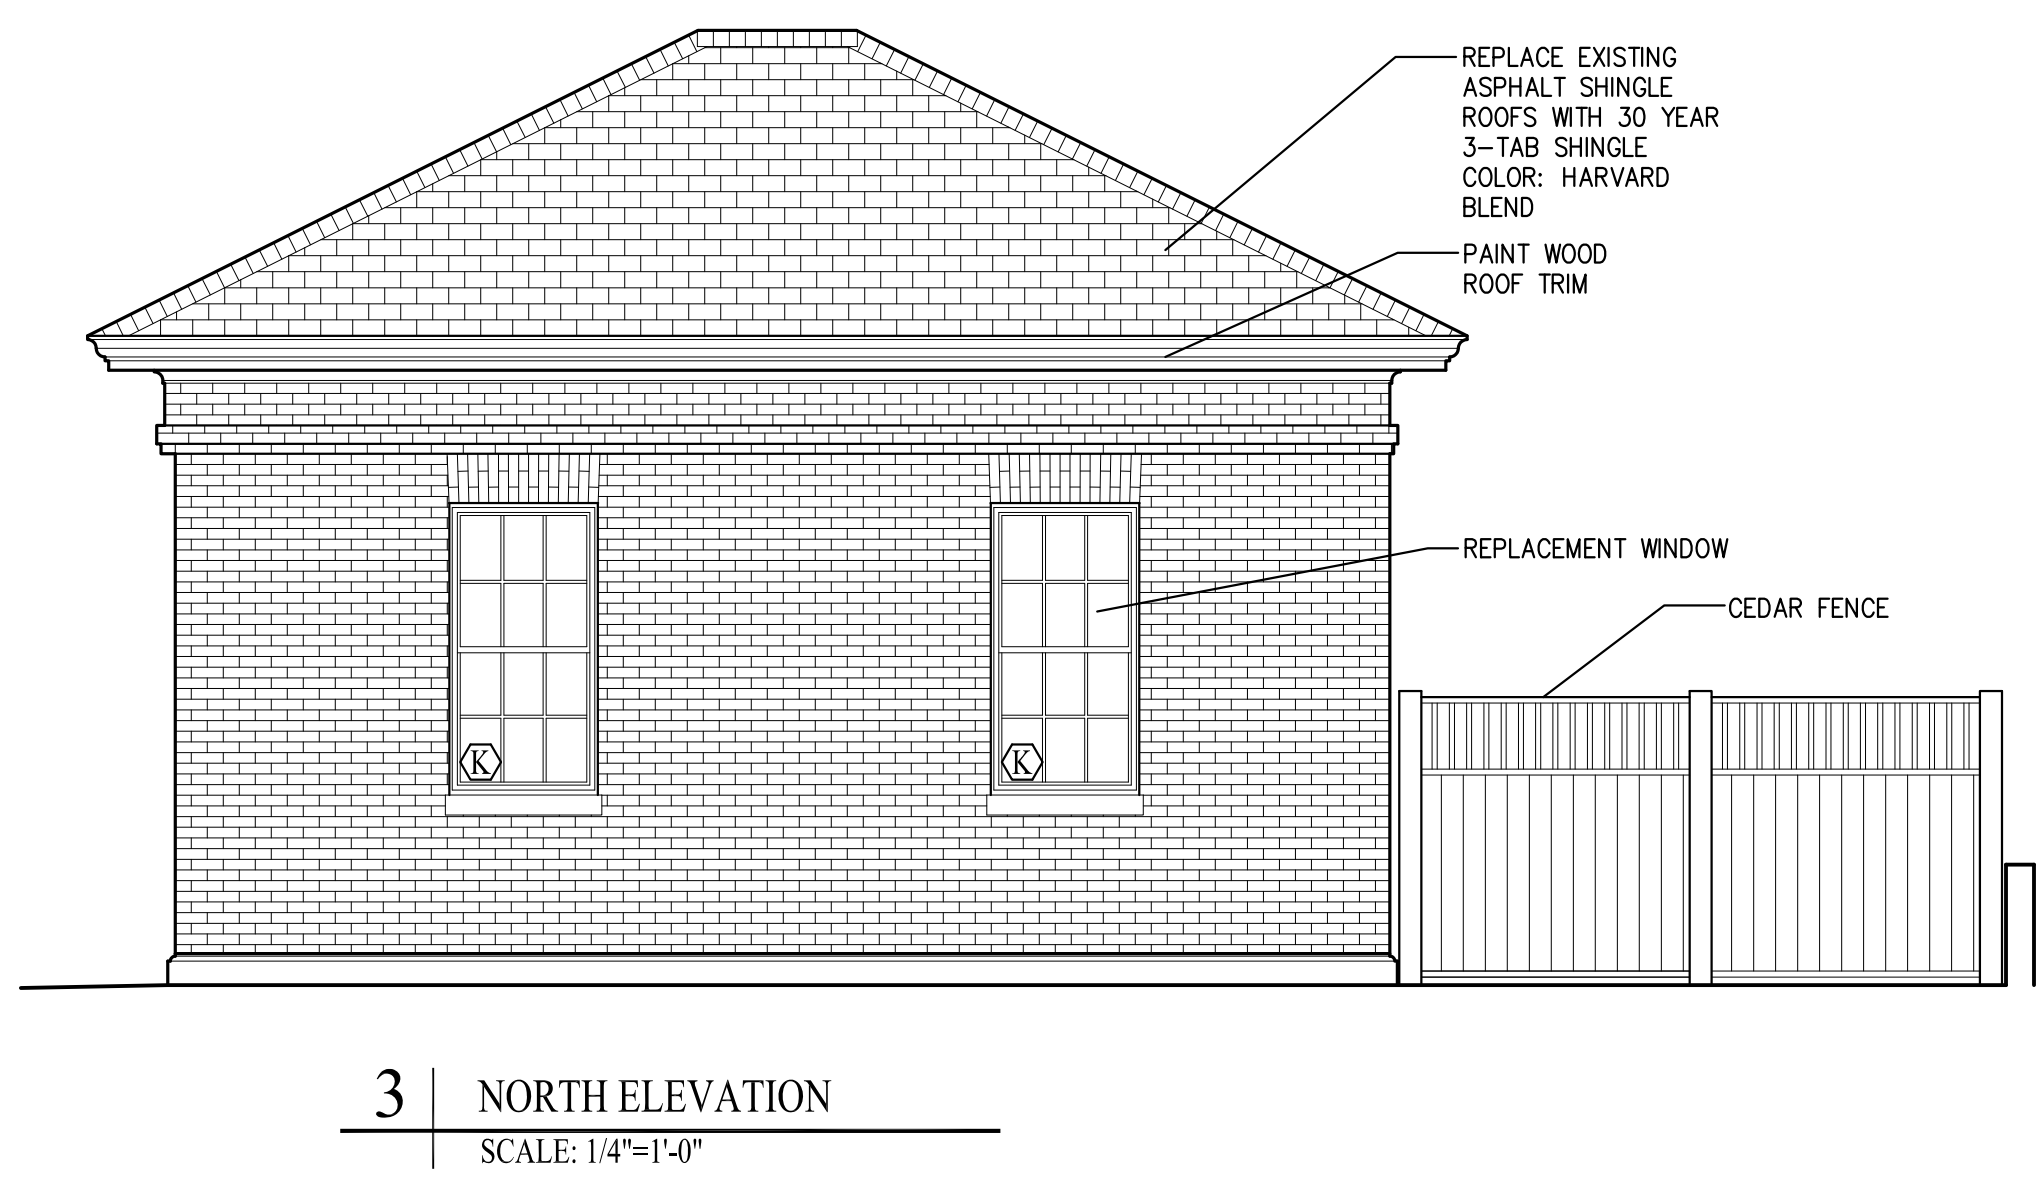 REPLACE EXISTING
ASPHALT SHINGLE
ROOFS WITH 30 YEAR
3-TAB SHINGLE
COLOR: HARVARD
BLEND
PAINT WOOD
ROOF TRIM
REPLACEMENT WINDOW
CEDAR FENCE
K
K
3
NORTH ELEVATION
SCALE: 1/4"=1'-0"